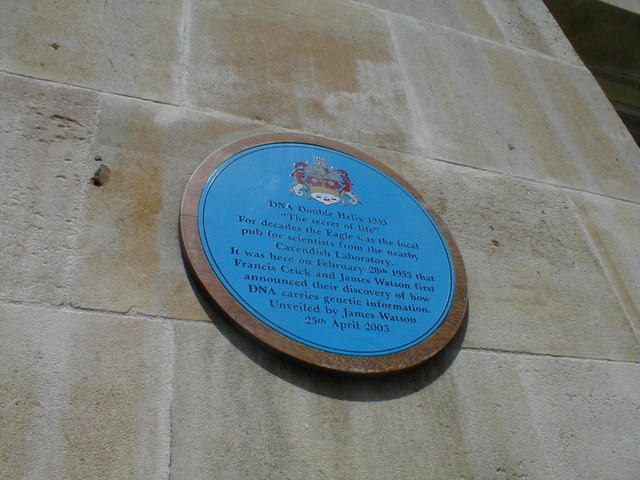 DNA Double Helix 1953
"The secret of life"
For decades the Eagle was the local
pub for scientists from the nearby
Cavendish Laboratory.
It was here on February 28th 1953 that
Francis Crick and James Watson first
announced their discovery of how
DNA carries genetic information.
Unveiled by James Watson
25th April 2003